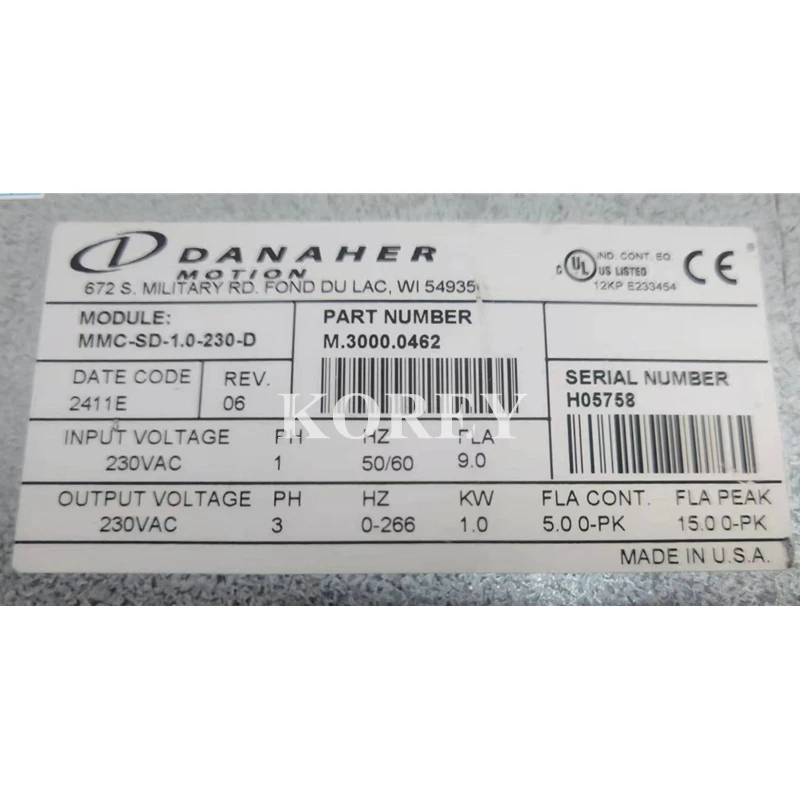 DANAHER
MOTION
672 S. MILITARY RD. FOND DU LAC, WI 54935
C UL US IND. CONT. EQ.
LISTED
12KP E233454
CE
MODULE:
MMC-SD-1.0-230-D
PART NUMBER
M.3000.0462
DATE CODE
2411E
REV.
06
SERIAL NUMBER
H05758
KOREY
INPUT VOLTAGE PH HZ FLA
230VAC 1 50/60 9.0
OUTPUT VOLTAGE PH HZ KW FLA CONT. FLA PEAK
230VAC 3 0-266 1.0 5.0 0-PK 15.0 0-PK
MADE IN U.S.A.